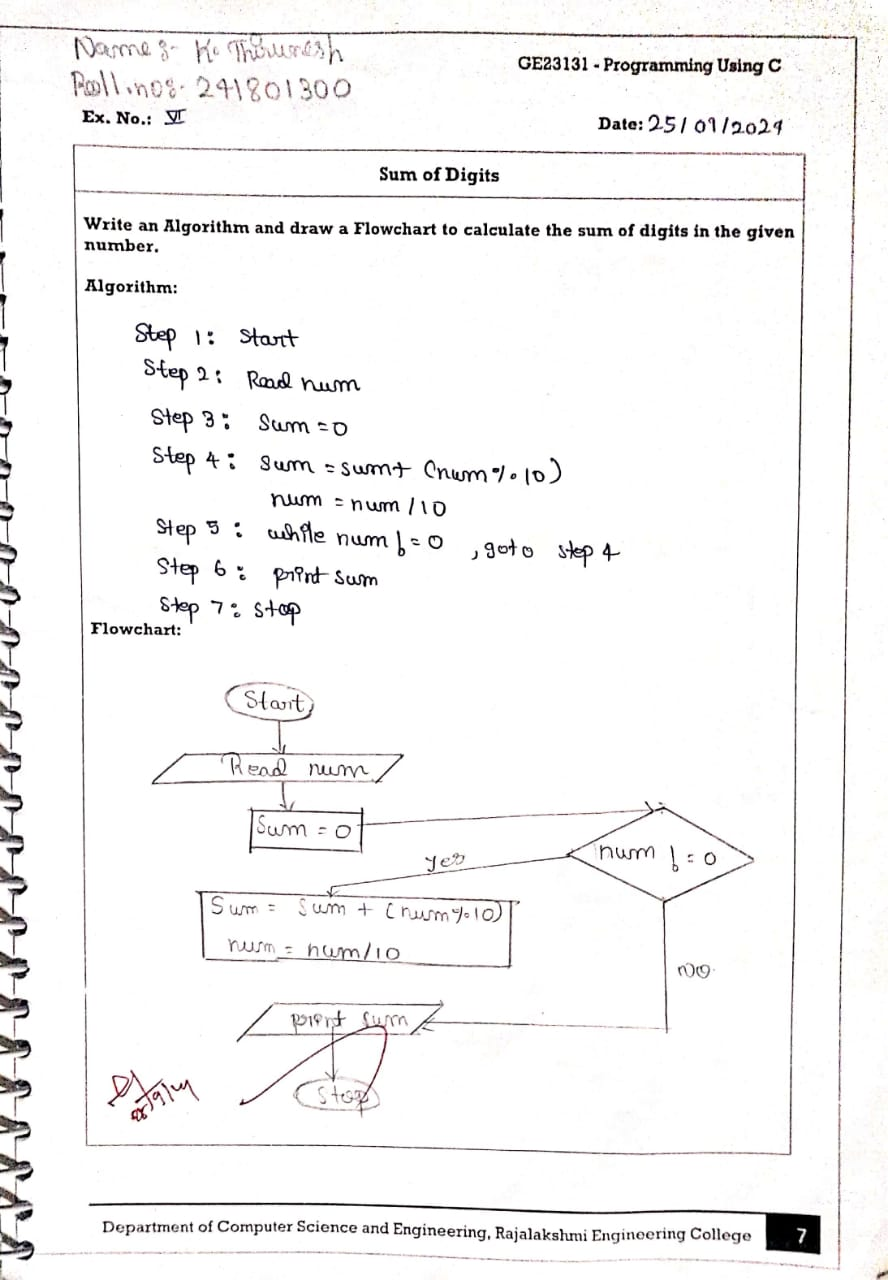 Name :- K. Thirumesh
GE23131 - Programming Using C
Roll.no :- 241801300
Ex. No.: VI
Date: 25/09/2024
Sum of Digits
Write an Algorithm and draw a Flowchart to calculate the sum of digits in the given
number.
Algorithm:
Step 1: Start
Step 2: Read num
Step 3: Sum = 0
Step 4: sum = sum + (num % 10)
num = num / 10
Step 5: while num != 0, goto step 4
Step 6: print sum
Step 7: stop
Flowchart:
Start
Read num
Sum = 0
num != 0
yes
Sum = Sum + (num % 10)
num = num/10
No
print sum
Stop
Department of Computer Science and Engineering, Rajalakshmi Engineering College
7